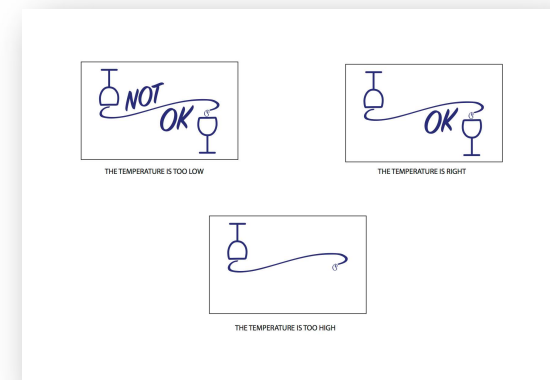 NOT
OK
THE TEMPERATURE IS TOO LOW
OK
THE TEMPERATURE IS RIGHT
THE TEMPERATURE IS TOO HIGH